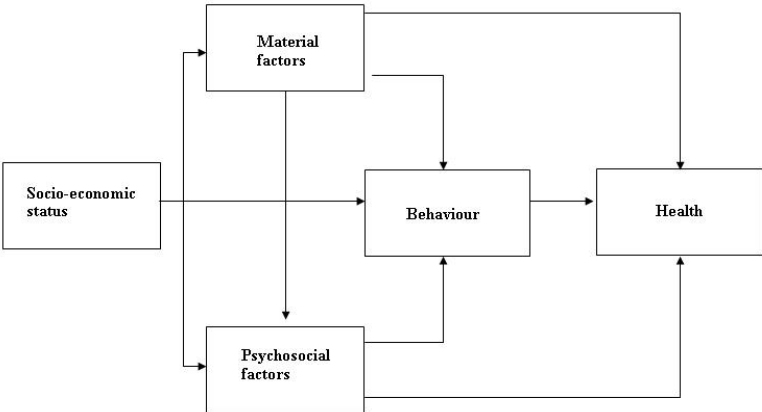 Material
factors
Socio-economic
status
Behaviour
Health
Psychosocial
factors